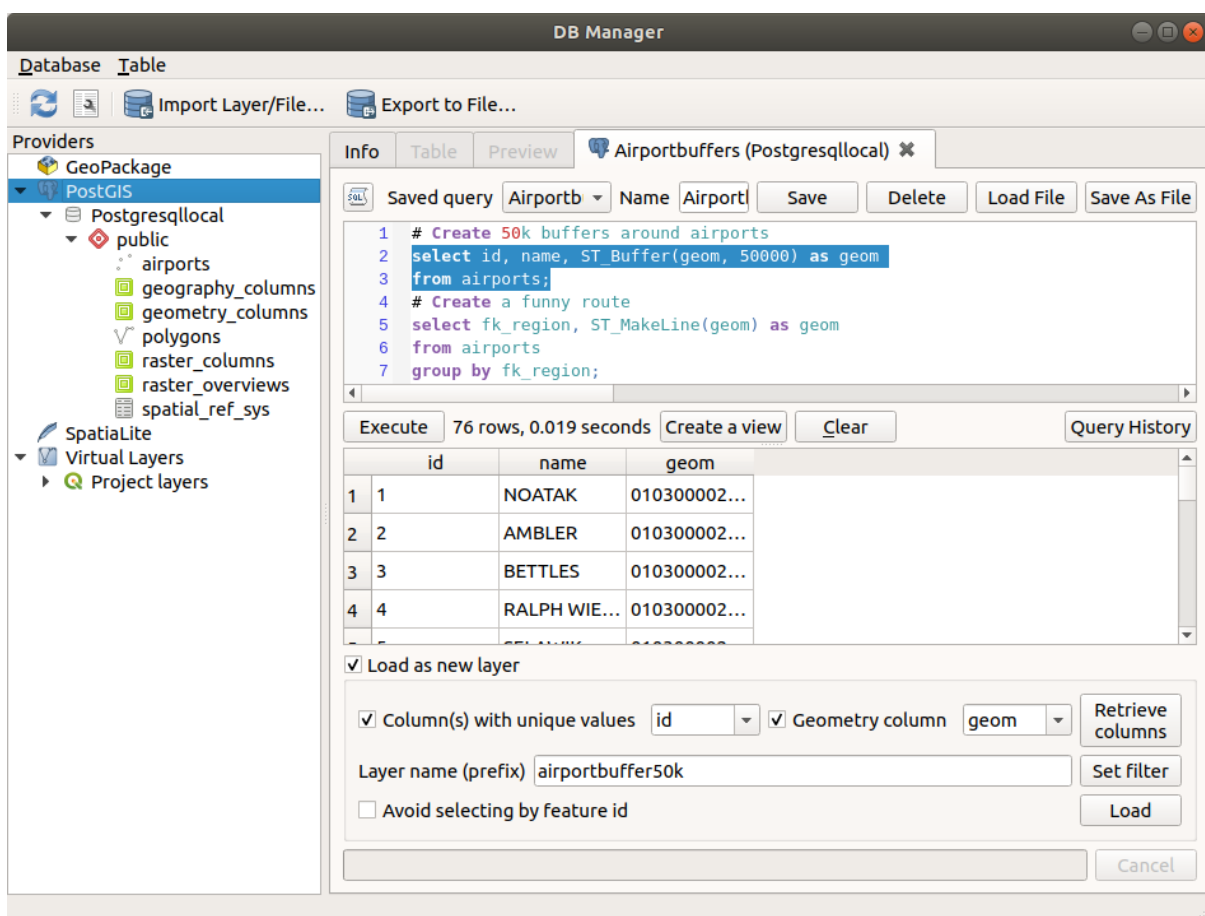 DB Manager
Database Table
Import Layer/File… Export to File…
Providers
GeoPackage
PostGIS
Postgresqllocal
public
airports
geography_columns
geometry_columns
polygons
raster_columns
raster_overviews
spatial_ref_sys
SpatiaLite
Virtual Layers
Project layers
Info Table Preview Airportbuffers (Postgresqllocal)
SQL Saved query Airportb Name Airport Save Delete Load File Save As File
1 # Create 50k buffers around airports
2 select id, name, ST_Buffer(geom, 50000) as geom
3 from airports;
4 # Create a funny route
5 select fk_region, ST_MakeLine(geom) as geom
6 from airports
7 group by fk_region;
Execute 76 rows, 0.019 seconds Create a view Clear Query History
id name geom
1 1 NOATAK 010300002…
2 2 AMBLER 010300002…
3 3 BETTLES 010300002…
4 4 RALPH WIE… 010300002…
Load as new layer
Column(s) with unique values id Geometry column geom Retrieve columns
Layer name (prefix) airportbuffer50k Set filter
Avoid selecting by feature id Load
Cancel